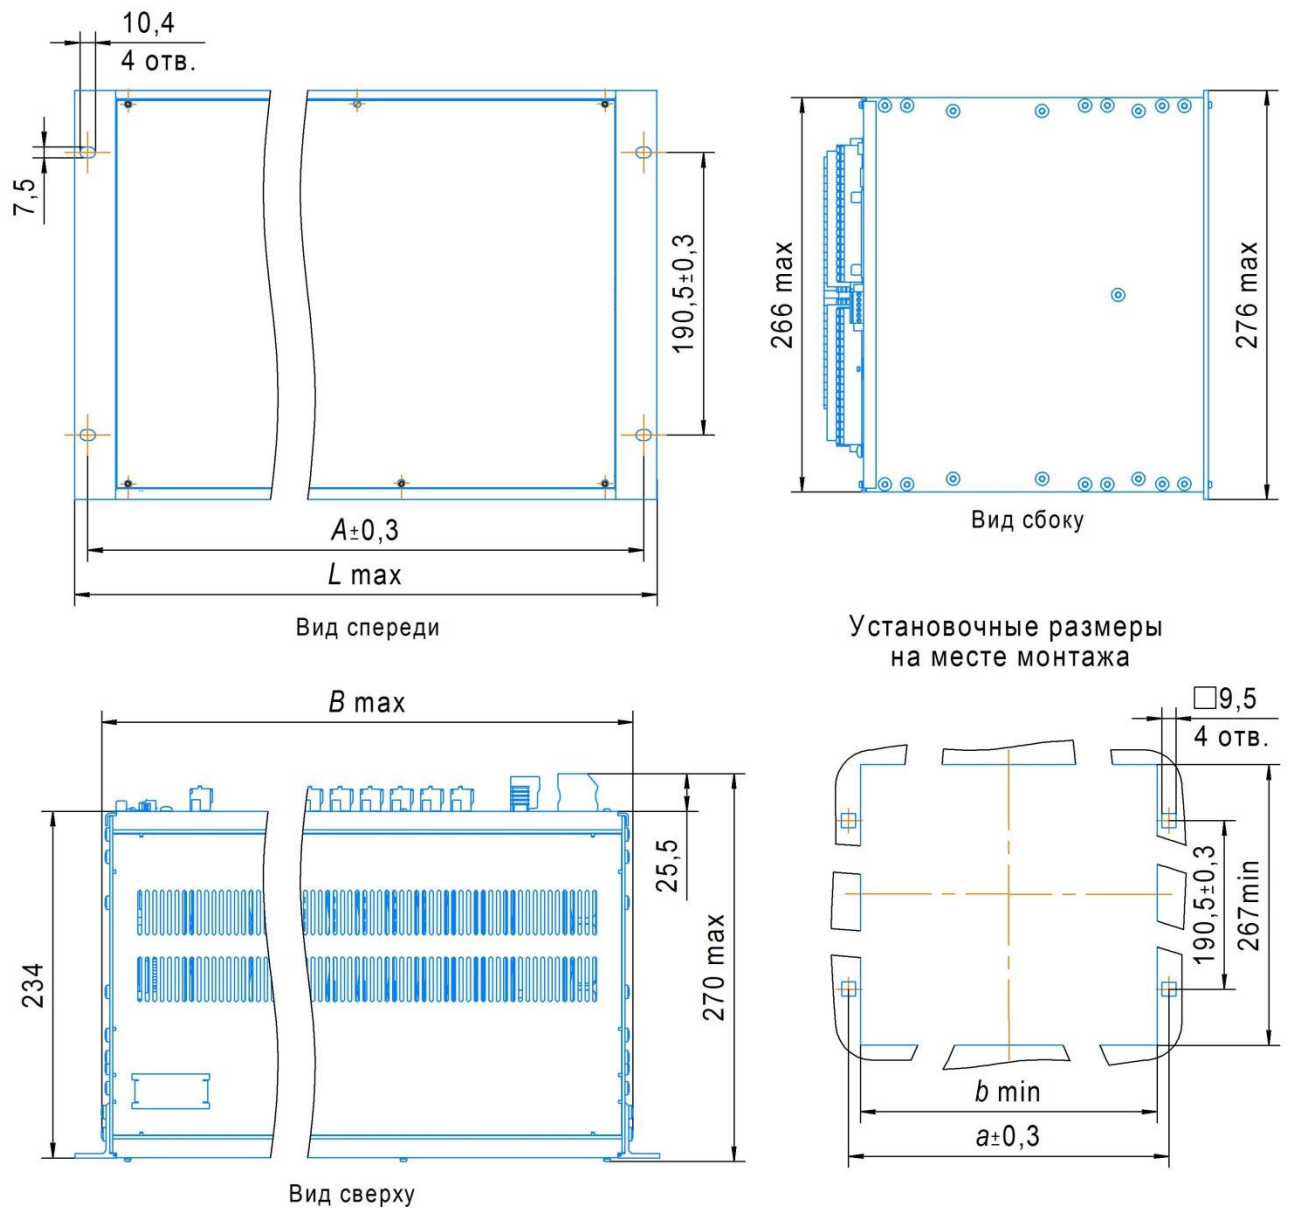 10,4
4 отв.
7,5
190,5±0,3
A±0,3
L max
Вид спереди
266 max
276 max
Вид сбоку
B max
25,5
234
270 max
Вид сверху
Установочные размеры
на месте монтажа
□9,5
4 отв.
190,5±0,3
267min
b min
a±0,3